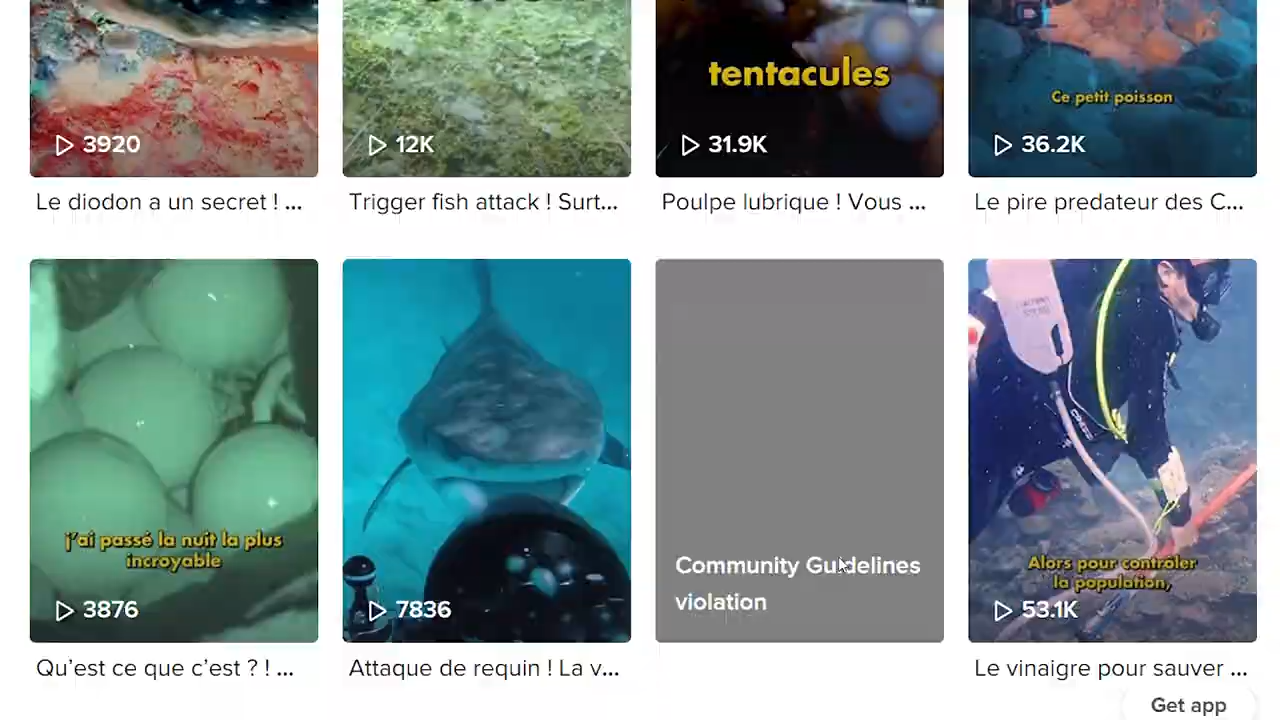 tentacules
Ce petit poisson
3920
12K
31.9K
36.2K
Le diodon a un secret ! ...
Trigger fish attack ! Surt...
Poulpe lubrique ! Vous ...
Le pire predateur des C...
j'ai passé la nuit la plus
incroyable
Community Guidelines
violation
Alors pour contrôler
la population,
3876
7836
53.1K
Qu'est ce que c'est ? ! ...
Attaque de requin ! La v...
Le vinaigre pour sauver ...
Get app